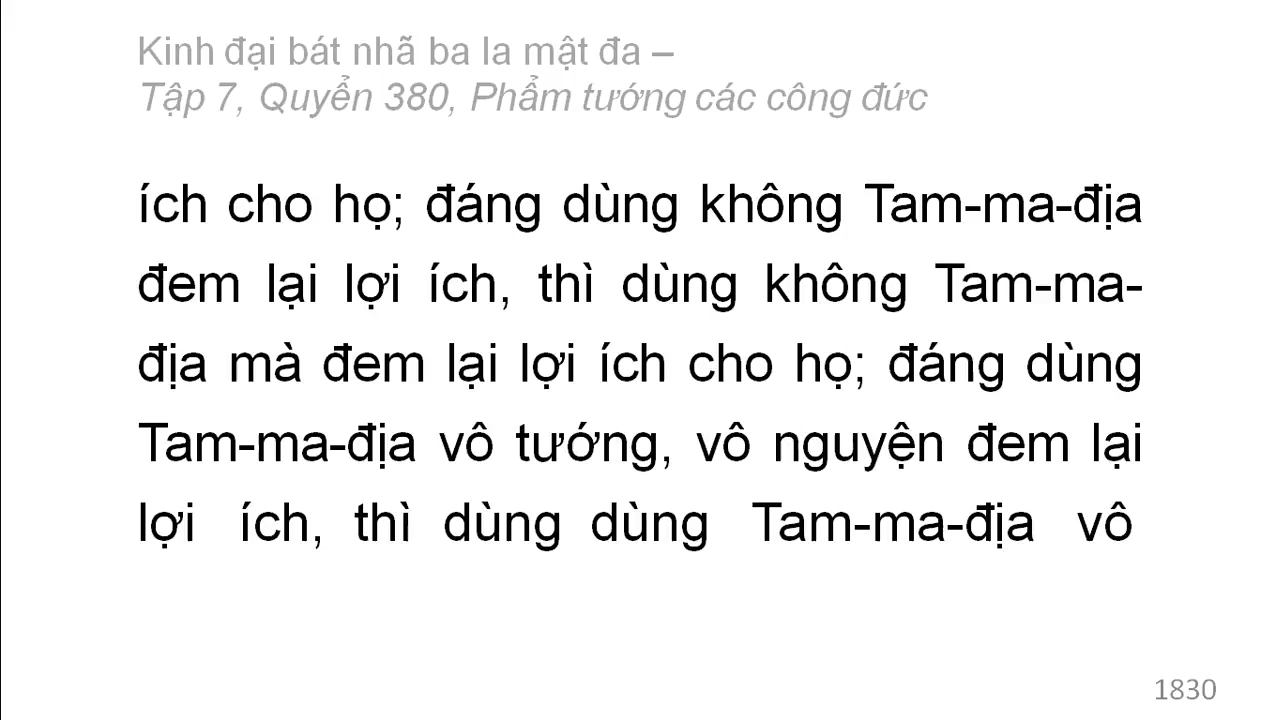 Kinh đại bát nhã ba la mật đa –
Tập 7, Quyển 380, Phẩm tướng các công đức
ích cho họ; đáng dùng không Tam-ma-địa
đem lại lợi ích, thì dùng không Tam-ma-
địa mà đem lại lợi ích cho họ; đáng dùng
Tam-ma-địa vô tướng, vô nguyện đem lại
lợi ích, thì dùng dùng Tam-ma-địa vô
1830